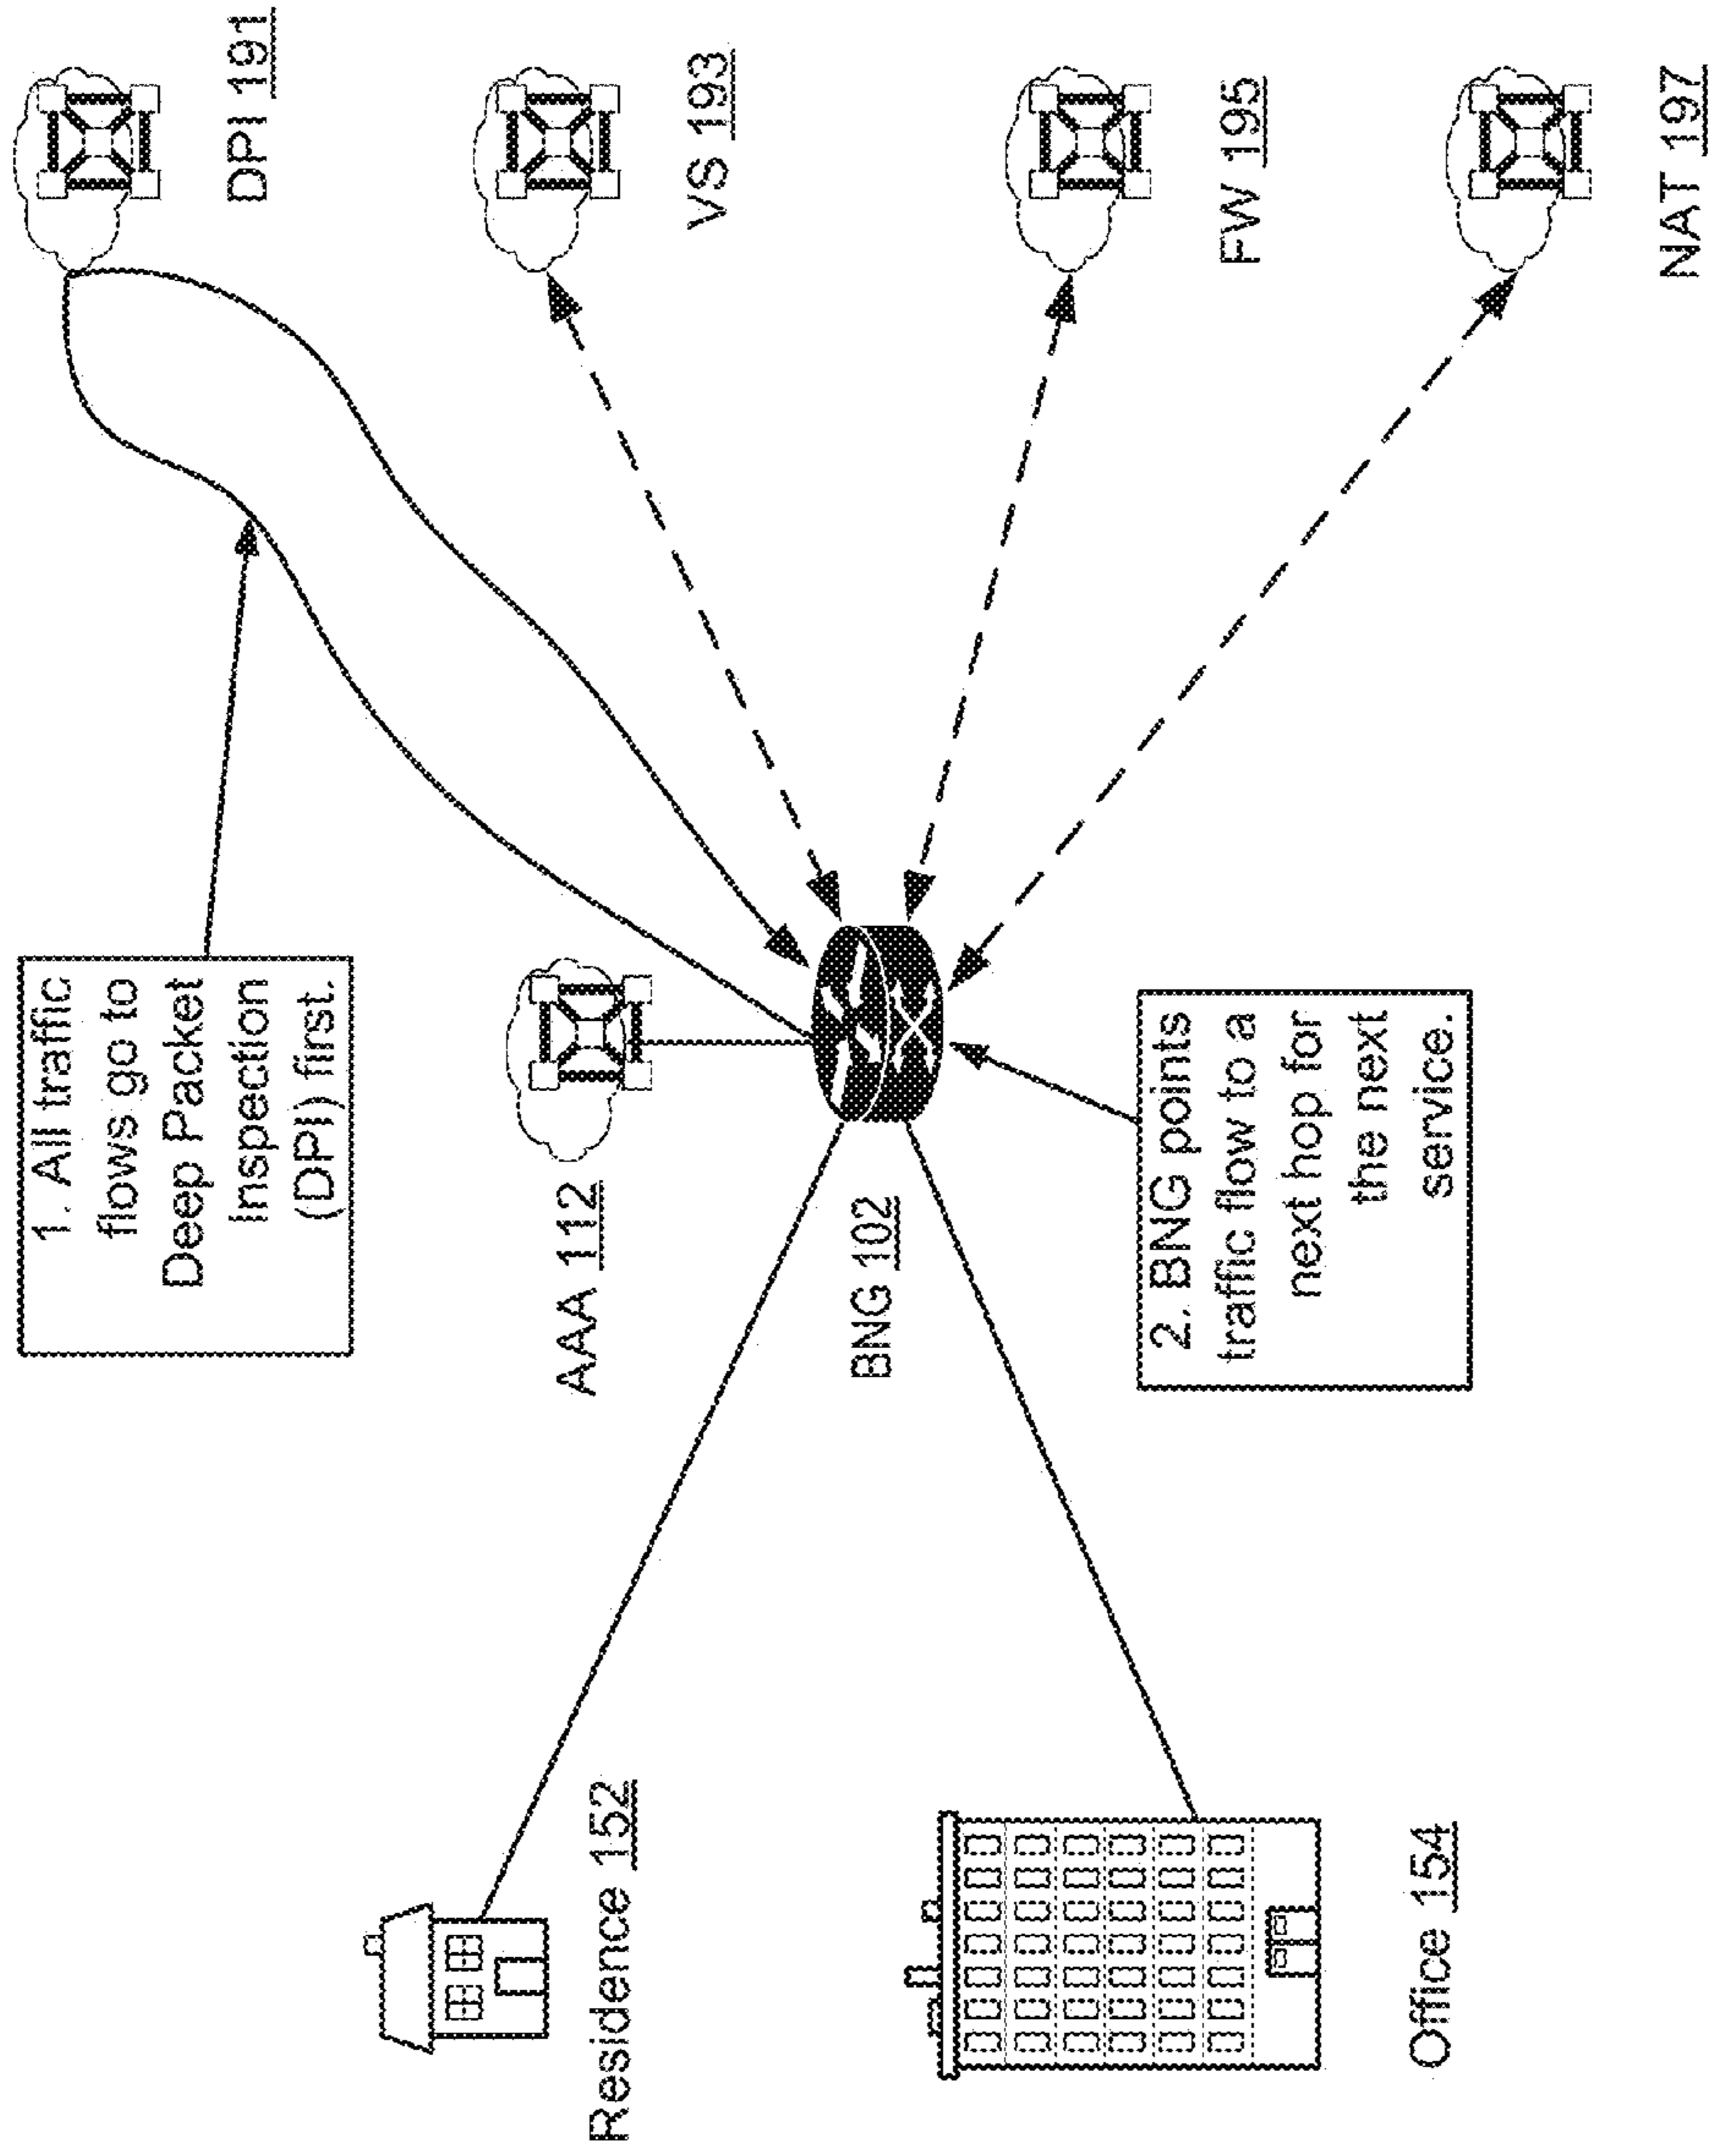 1. All traffic
flows go to
Deep Packet
Inspection
(DPI) first.
DPI 191
AAA 112
VS 193
Residence 152
BNG 102
FW 195
2. BNG points
traffic flow to a
next hop for
the next
service.
Office 154
NAT 197